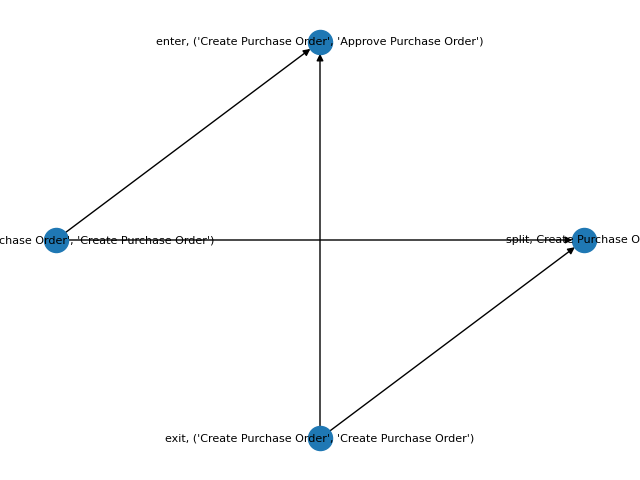 enter, ('Create Purchase Order', 'Approve Purchase Order')
chase Order', 'Create Purchase Order')
split, Create Purchase O
exit, ('Create Purchase Order', 'Create Purchase Order')